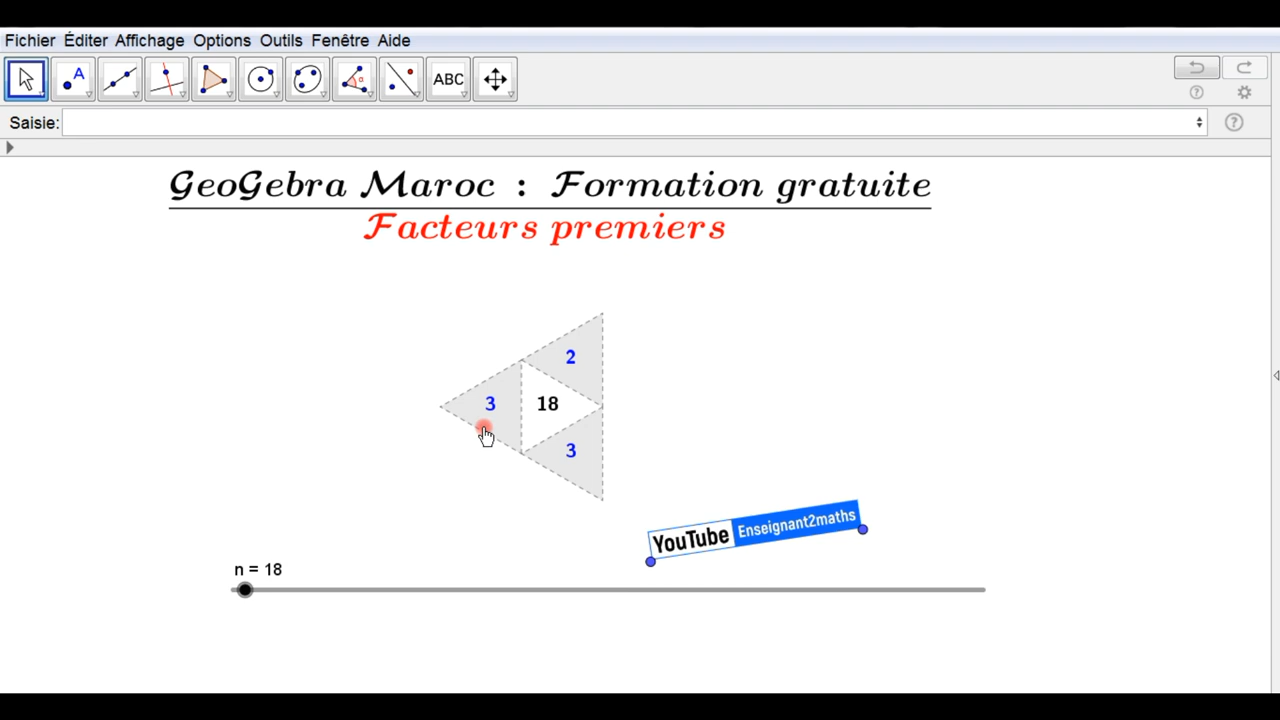 Fichier Éditer Affichage Options Outils Fenêtre Aide
A
α
ABC
Saisie:
GeoGebra Maroc : Formation gratuite
Facteurs premiers
2
3 18
3
YouTube Enseignant2maths
n = 18